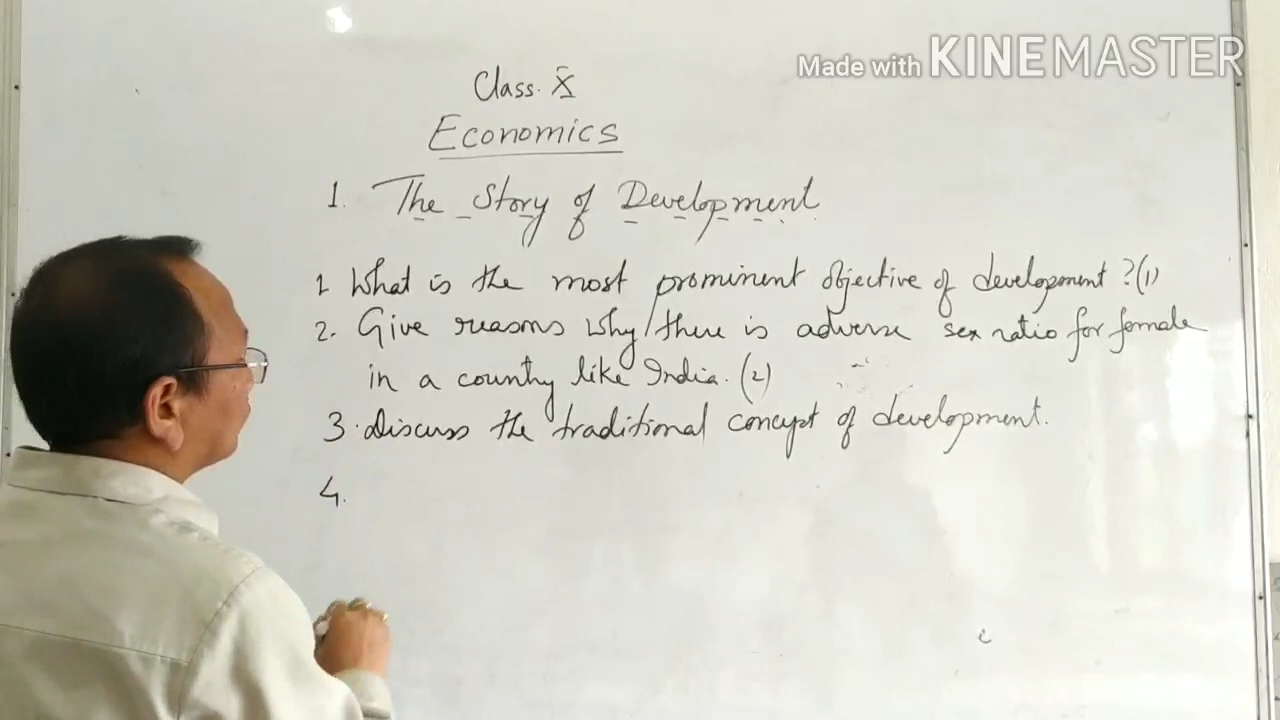 Made with KINEMASTER
Class. X
Economics
1. The Story of Development
1 What is the most prominent objective of development ? (1)
2. Give reasons why there is adverse sex ratio for female
in a country like India. (2)
3. discuss the traditional concept of development.
4.